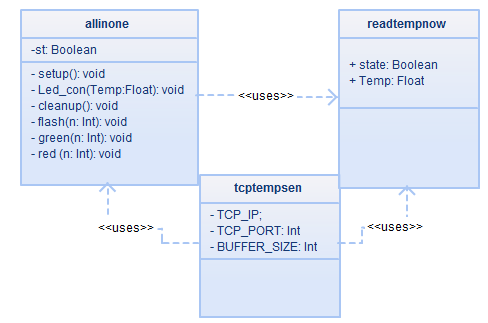 allinone
-st: Boolean
- setup(): void
- Led_con(Temp:Float): void
- cleanup(): void
- flash(n: Int): void
- green(n: Int): void
- red (n: Int): void
<<uses>>
readtempnow
+ state: Boolean
+ Temp: Float
tcptempsen
- TCP_IP;
- TCP_PORT: Int
- BUFFER_SIZE: Int
<<uses>>
<<uses>>